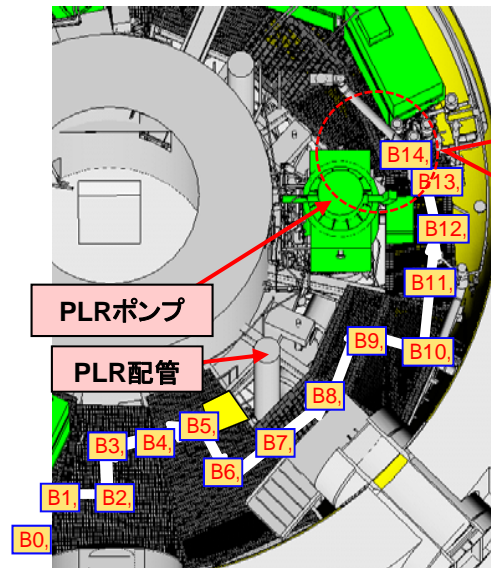 B14,
B13,
B12,
B11,
PLRポンプ
B9,
B10,
PLR配管
B8,
B5,
B3,
B4,
B7,
B6,
B1,
B2,
B0,